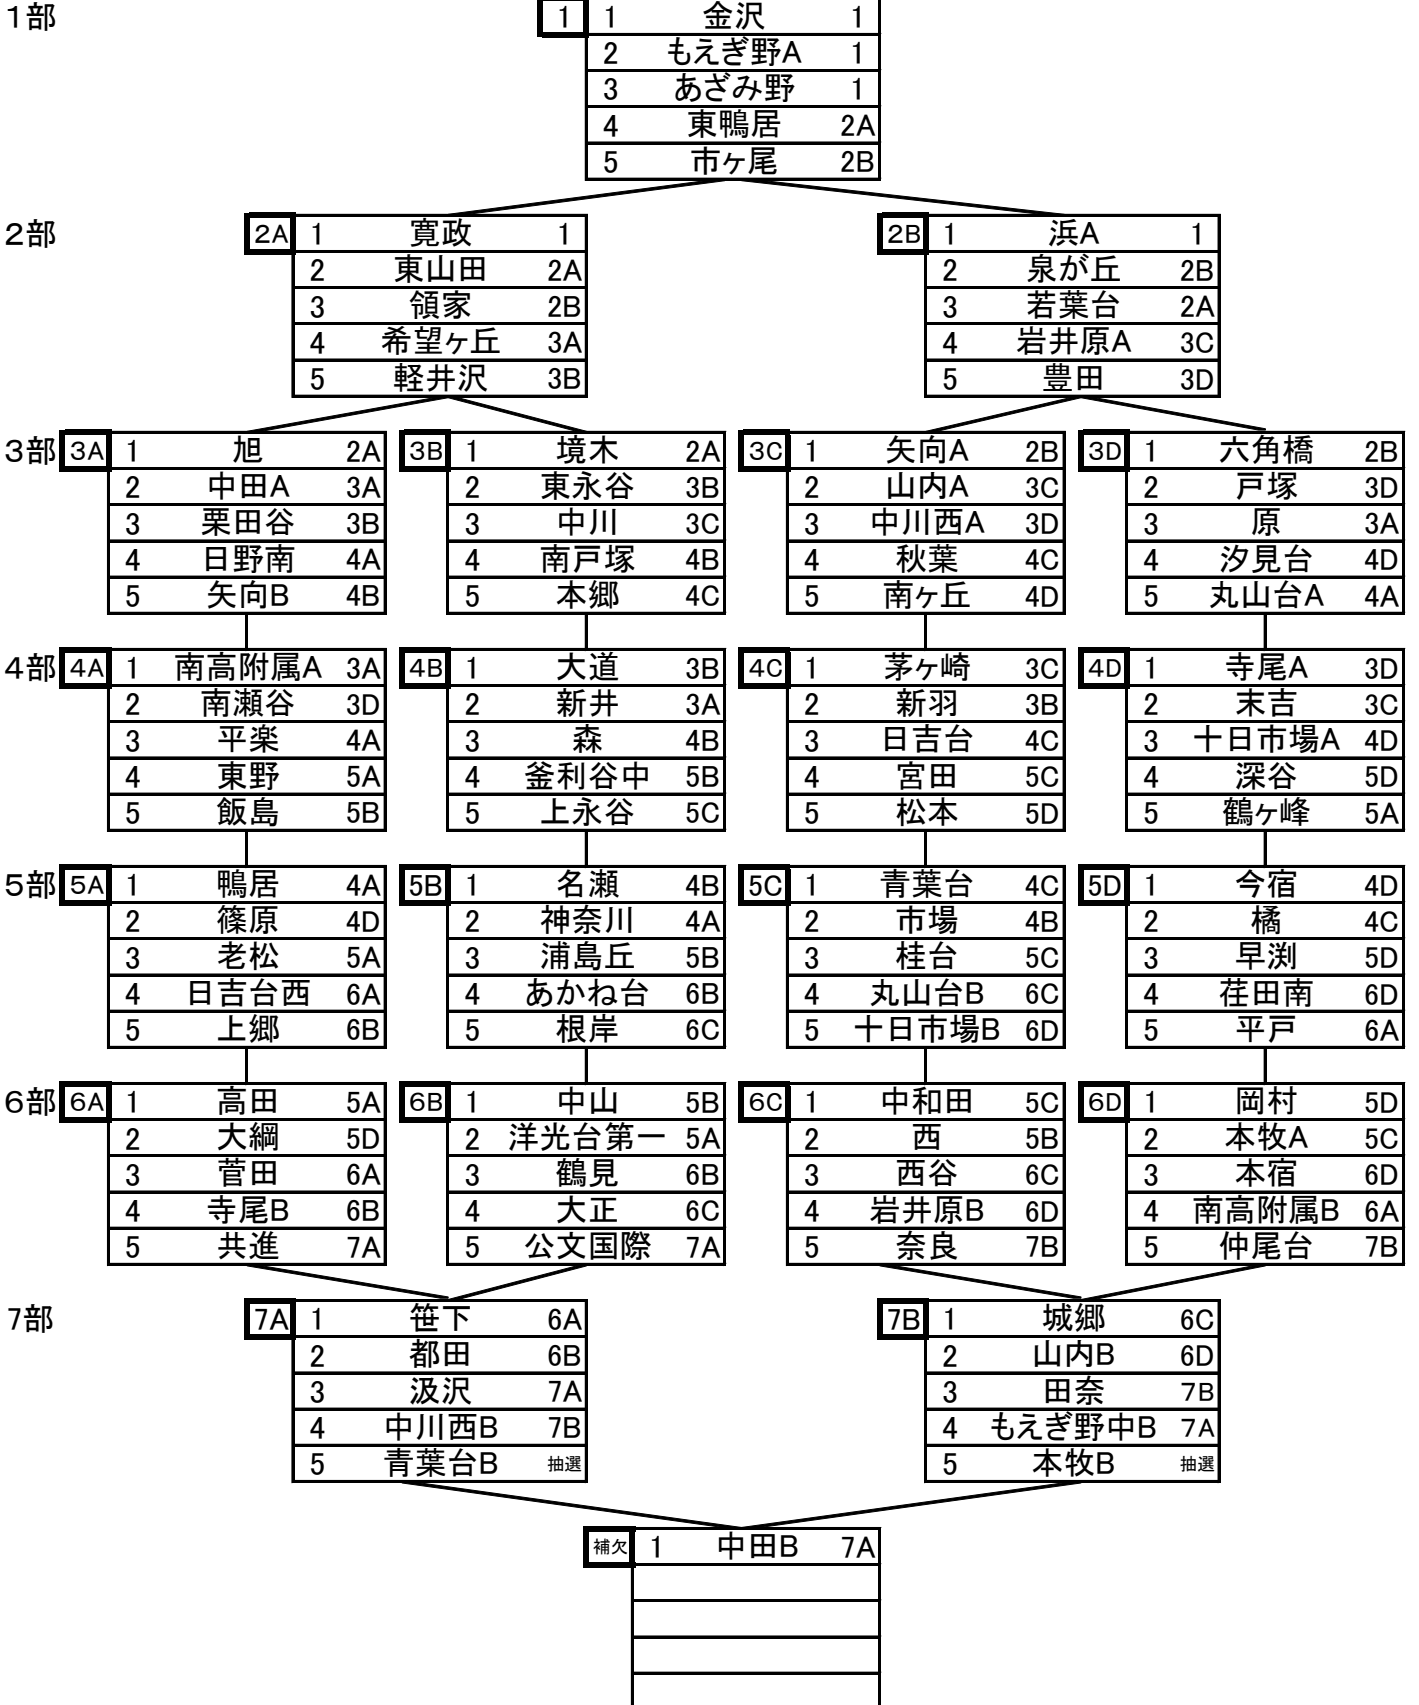 1部
1
1 金沢 1
2 もえぎ野A 1
3 あざみ野 1
4 東鴨居 2A
5 市ヶ尾 2B
2部
2A
1 寛政 1
2 東山田 2A
3 領家 2B
4 希望ヶ丘 3A
5 軽井沢 3B
2B
1 浜A 1
2 泉が丘 2B
3 若葉台 2A
4 岩井原A 3C
5 豊田 3D
3部
3A
1 旭 2A
2 中田A 3A
3 栗田谷 3B
4 日野南 4A
5 矢向B 4B
3B
1 境木 2A
2 東永谷 3B
3 中川 3C
4 南戸塚 4B
5 本郷 4C
3C
1 矢向A 2B
2 山内A 3C
3 中川西A 3D
4 秋葉 4C
5 南ヶ丘 4D
3D
1 六角橋 2B
2 戸塚 3D
3 原 3A
4 汐見台 4D
5 丸山台A 4A
4部
4A
1 南高附属A 3A
2 南瀬谷 3D
3 平楽 4A
4 東野 5A
5 飯島 5B
4B
1 大道 3B
2 新井 3A
3 森 4B
4 釜利谷中 5B
5 上永谷 5C
4C
1 茅ヶ崎 3C
2 新羽 3B
3 日吉台 4C
4 宮田 5C
5 松本 5D
4D
1 寺尾A 3D
2 末吉 3C
3 十日市場A 4D
4 深谷 5D
5 鶴ヶ峰 5A
5部
5A
1 鴨居 4A
2 篠原 4D
3 老松 5A
4 日吉台西 6A
5 上郷 6B
5B
1 名瀬 4B
2 神奈川 4A
3 浦島丘 5B
4 あかね台 6B
5 根岸 6C
5C
1 青葉台 4C
2 市場 4B
3 桂台 5C
4 丸山台B 6C
5 十日市場B 6D
5D
1 今宿 4D
2 橘 4C
3 早渕 5D
4 荏田南 6D
5 平戸 6A
6部
6A
1 高田 5A
2 大綱 5D
3 菅田 6A
4 寺尾B 6B
5 共進 7A
6B
1 中山 5B
2 洋光台第一 5A
3 鶴見 6B
4 大正 6C
5 公文国際 7A
6C
1 中和田 5C
2 西 5B
3 西谷 6C
4 岩井原B 6D
5 奈良 7B
6D
1 岡村 5D
2 本牧A 5C
3 本宿 6D
4 南高附属B 6A
5 仲尾台 7B
7部
7A
1 笹下 6A
2 都田 6B
3 汲沢 7A
4 中川西B 7B
5 青葉台B 抽選
7B
1 城郷 6C
2 山内B 6D
3 田奈 7B
4 もえぎ野中B 7A
5 本牧B 抽選
補欠
1 中田B 7A